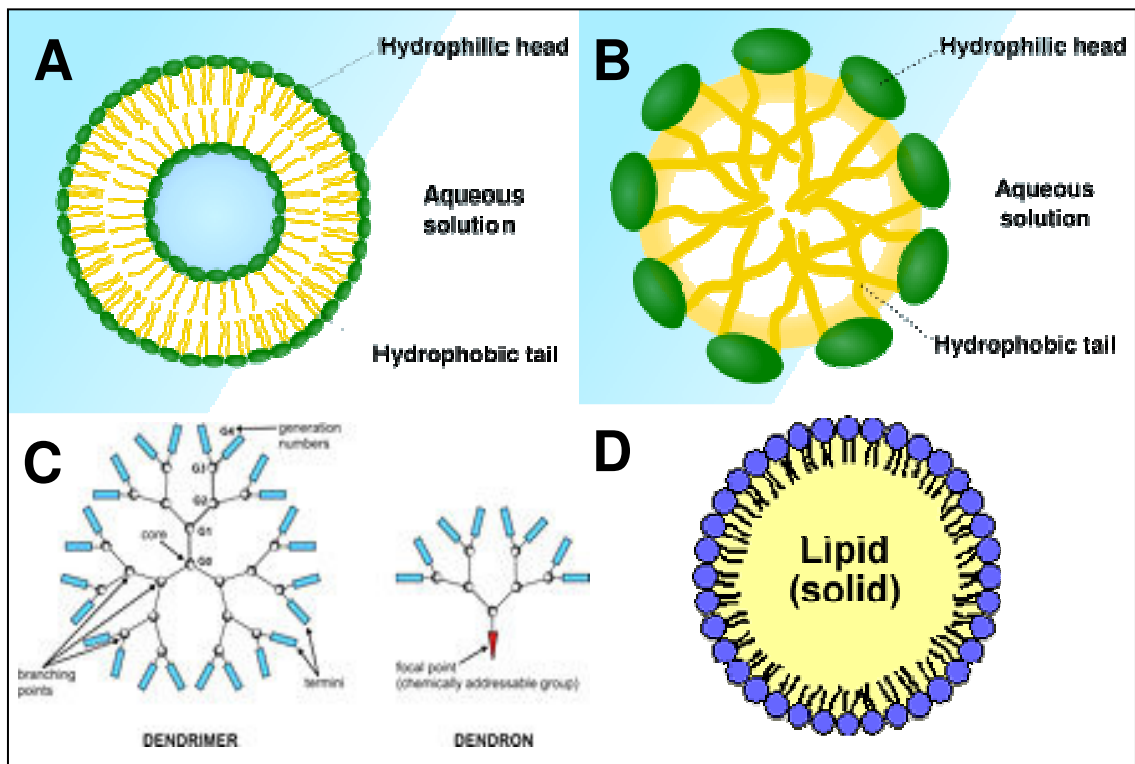 A
Hydrophilic head
Aqueous
solution
Hydrophobic tail
B
Hydrophilic head
Aqueous
solution
Hydrophobic tail
C
generation
numbers
G4
G3
G2
G1
G0
core
branching
points
termini
DENDRIMER
focal point
(chemically addressable group)
DENDRON
D
Lipid
(solid)